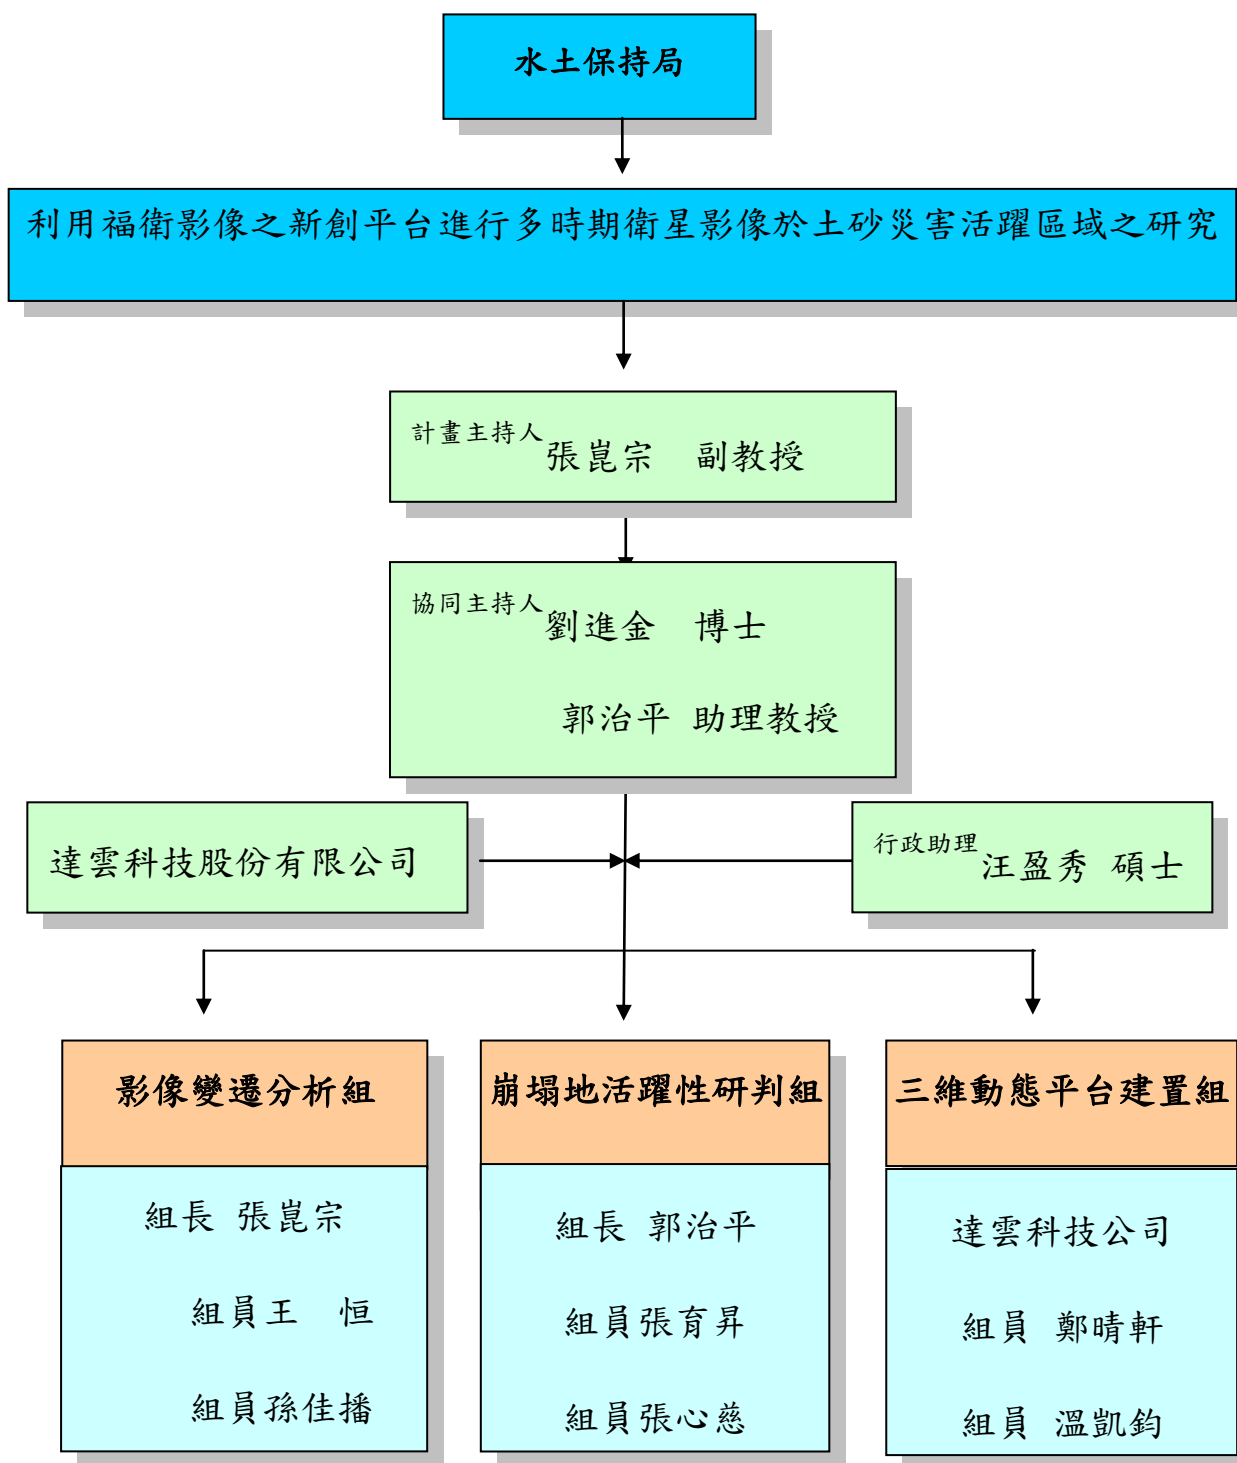 水土保持局
利用福衛影像之新創平台進行多時期衛星影像於土砂災害活躍區域之研究
計畫主持人 張崑宗 副教授
協同主持人 劉進金 博士
郭治平 助理教授
達雲科技股份有限公司
行政助理 汪盈秀 碩士
影像變遷分析組
組長 張崑宗
組員王 恒
組員孫佳播
崩塌地活躍性研判組
組長 郭治平
組員張育昇
組員張心慈
三維動態平台建置組
達雲科技公司
組員 鄭晴軒
組員 溫凱鈞